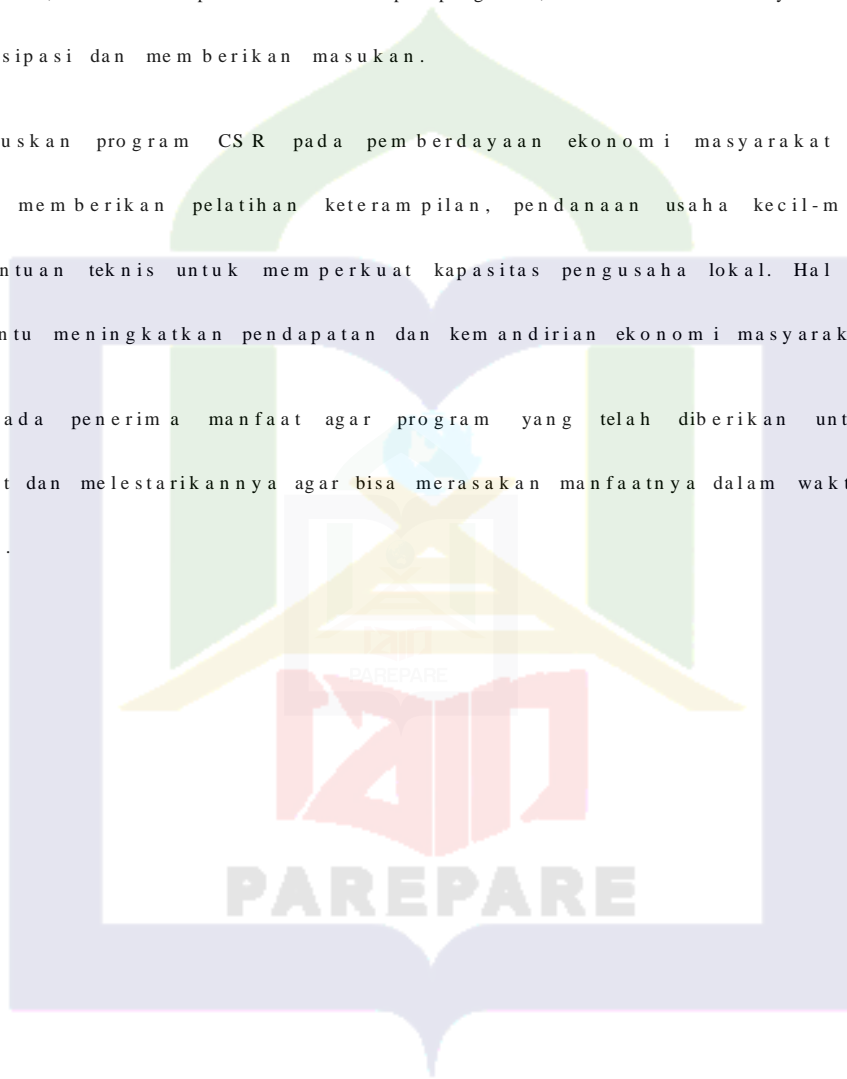 sipasi dan memberikan masukan.
uskan program CSR pada pemberdayaan ekonomi masyarakat
memberikan pelatihan keterampilan, pendanaan usaha kecil-m
ntuan teknis untuk memperkuat kapasitas pengusaha lokal. Hal
ntu meningkatkan pendapatan dan kemandirian ekonomi masyarak
ada penerima manfaat agar program yang telah diberikan unt
t dan melestarikannya agar bisa merasakan manfaatnya dalam wakt
.
IAIN
PAREPARE
IAIN
PAREPARE